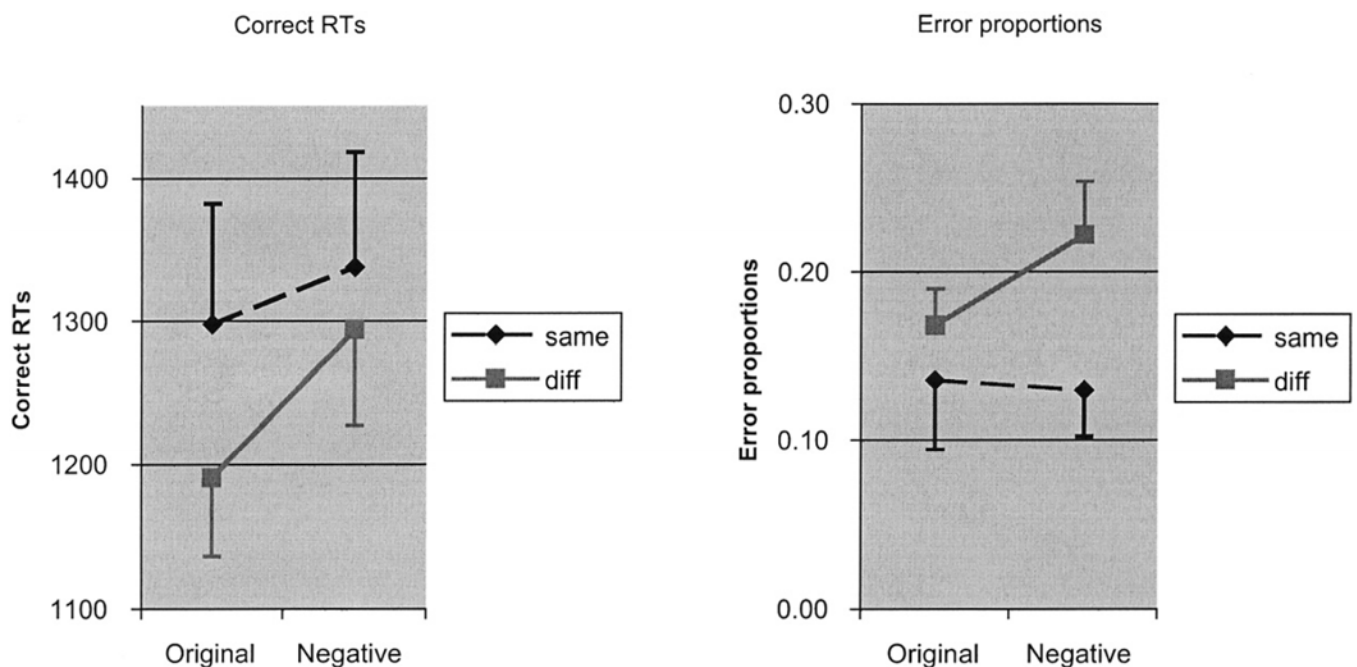 Correct RTs
Correct RTs
1400
1300
1200
1100
Original Negative
same
diff
Error proportions
Error proportions
0.30
0.20
0.10
0.00
Original Negative
same
diff